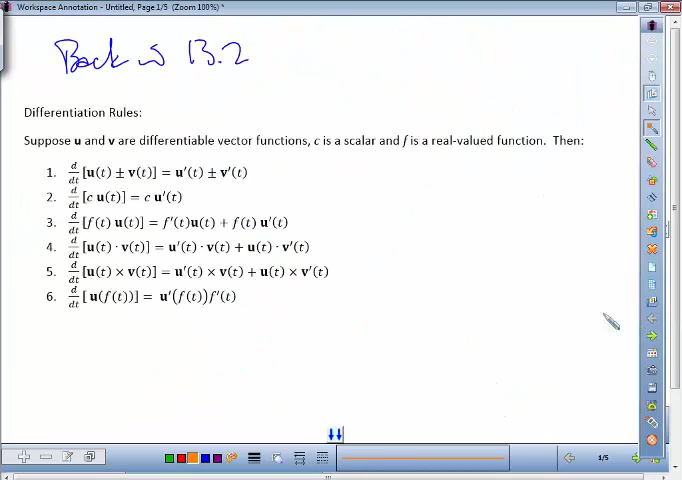 Workspace Annotation - Untitled, Page 1/5 (Zoom 100%) *
Back to 13.2
Differentiation Rules:
Suppose u and v are differentiable vector functions, c is a scalar and f is a real-valued function. Then:
1. d/dt [u(t) ± v(t)] = u′(t) ± v′(t)
2. d/dt [c u(t)] = c u′(t)
3. d/dt [f(t) u(t)] = f′(t)u(t) + f(t) u′(t)
4. d/dt [u(t) · v(t)] = u′(t) · v(t) + u(t) · v′(t)
5. d/dt [u(t) × v(t)] = u′(t) × v(t) + u(t) × v′(t)
6. d/dt [ u(f(t))] = u′(f(t))f′(t)
1/5